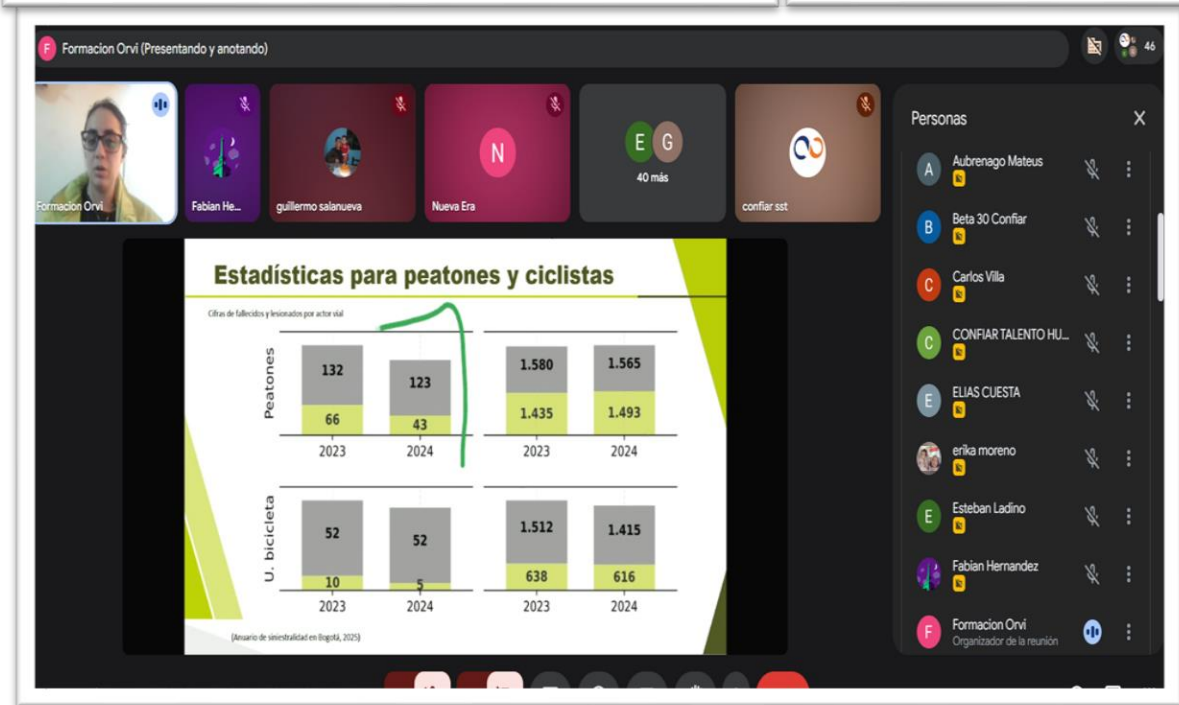 F Formacion Orvi (Presentando y anotando)
46
Formacion Orvi
Fabian He...
guillermo salanueva
N
Nueva Era
E G
40 más
confiar sst
Personas
A Aubrenago Mateus
B Beta 30 Confiar
C Carlos Villa
C CONFIAR TALENTO HU...
E ELIAS CUESTA
erika moreno
E Esteban Ladino
Fabian Hernandez
F Formacion Orvi
Organizador de la reunión
Estadísticas para peatones y ciclistas
Cifras de fallecidos y lesionados por actor vial
Peatones
132 123 1.580 1.565
66 43 1.435 1.493
2023 2024 2023 2024
U. bicicleta
52 52 1.512 1.415
10 5 638 616
2023 2024 2023 2024
(Anuario de siniestralidad en Bogotá, 2025)